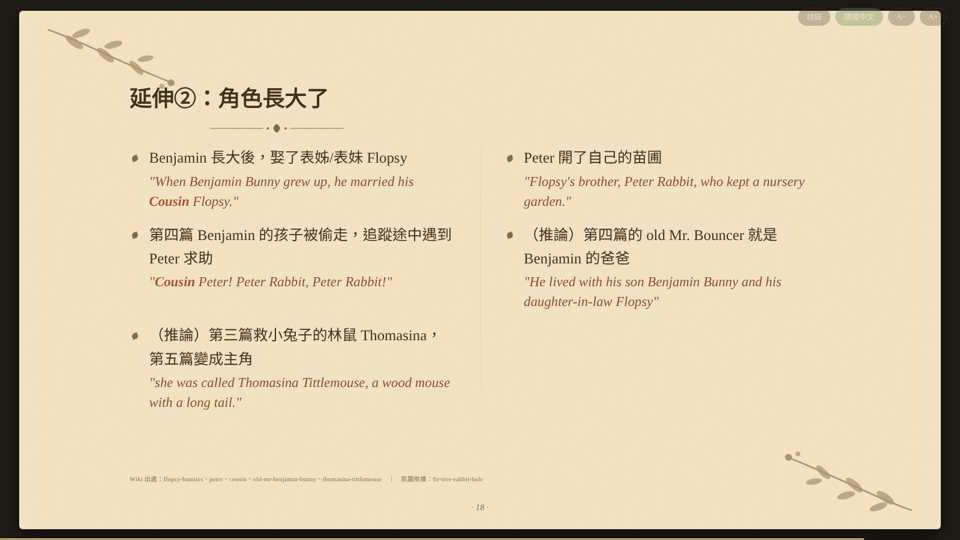 目錄 隱藏中文 A− A+
延伸②：角色長大了
Benjamin 長大後，娶了表姊/表妹 Flopsy
"When Benjamin Bunny grew up, he married his
Cousin Flopsy."
第四篇 Benjamin 的孩子被偷走，追蹤途中遇到
Peter 求助
"Cousin Peter! Peter Rabbit, Peter Rabbit!"
（推論）第三篇救小兔子的林鼠 Thomasina，
第五篇變成主角
"she was called Thomasina Tittlemouse, a wood mouse
with a long tail."
Peter 開了自己的苗圃
"Flopsy's brother, Peter Rabbit, who kept a nursery
garden."
（推論）第四篇的 old Mr. Bouncer 就是
Benjamin 的爸爸
"He lived with his son Benjamin Bunny and his
daughter-in-law Flopsy"
Wiki 出處：flopsy-bunnies、peter、cousin、old-mr-benjamin-bunny、thomasina-tittlemouse ｜ 氛圍依據：fir-tree-rabbit-hole
· 18 ·